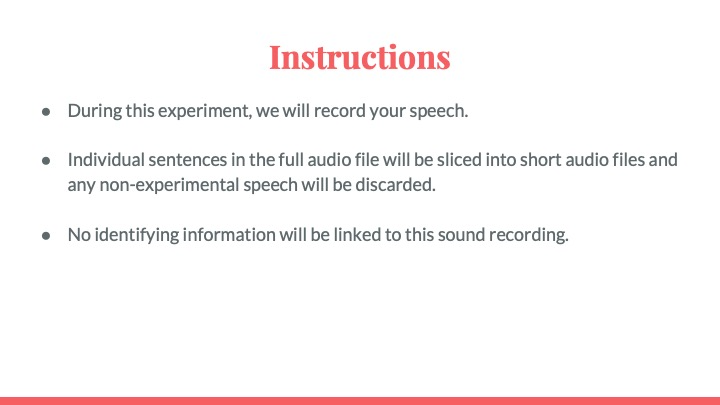 Instructions
● During this experiment, we will record your speech.
● Individual sentences in the full audio file will be sliced into short audio files and
any non-experimental speech will be discarded.
● No identifying information will be linked to this sound recording.